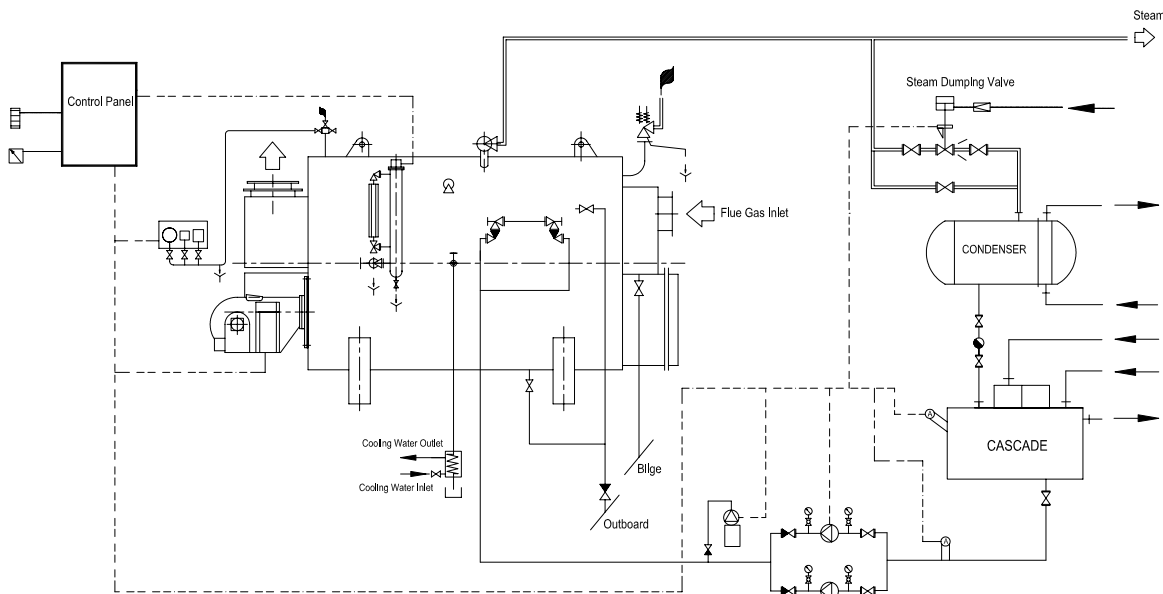 Steam
Control Panel
Steam Dumping Valve
Flue Gas Inlet
CONDENSER
A
CASCADE
Cooling Water Outlet
Cooling Water Inlet
Bilge
Outboard
A